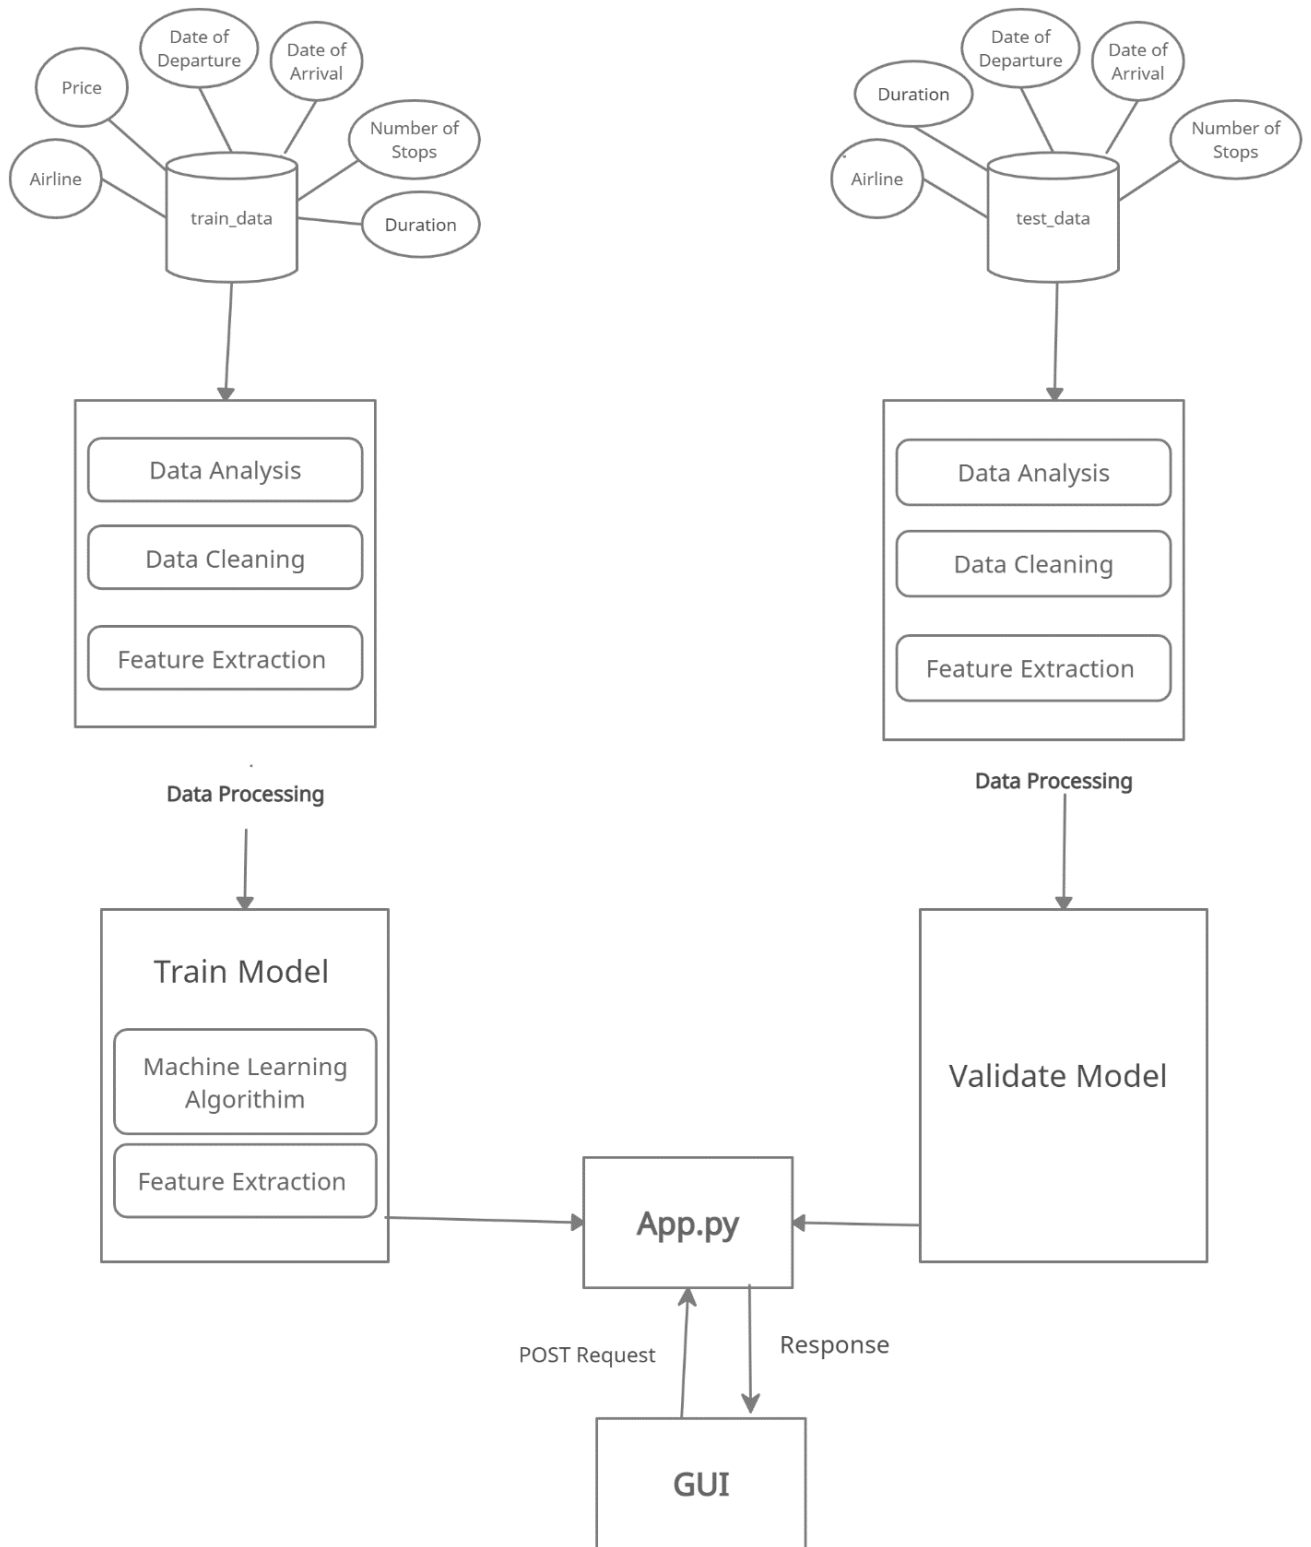 Date of
Departure
Date of
Arrival
Price
Number of
Stops
Airline
train_data
Duration
Date of
Departure
Date of
Arrival
Duration
Number of
Stops
Airline
test_data
Data Analysis
Data Cleaning
Feature Extraction
Data Processing
Data Analysis
Data Cleaning
Feature Extraction
Data Processing
Train Model
Machine Learning
Algorithim
Feature Extraction
Validate Model
App.py
POST Request
Response
GUI